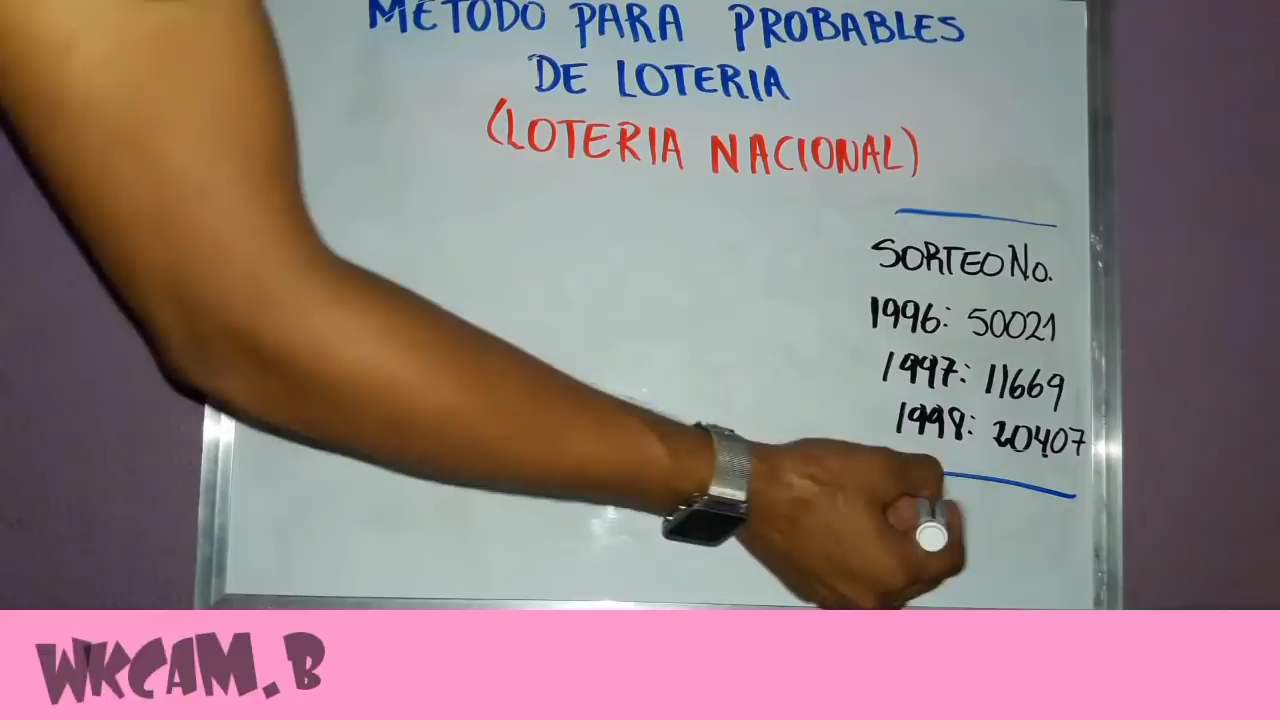 METODO PARA PROBABLES
DE LOTERIA
(LOTERIA NACIONAL)
SORTEO No.
1996: 50021
1997: 11669
1998: 20407
WKCAM.B